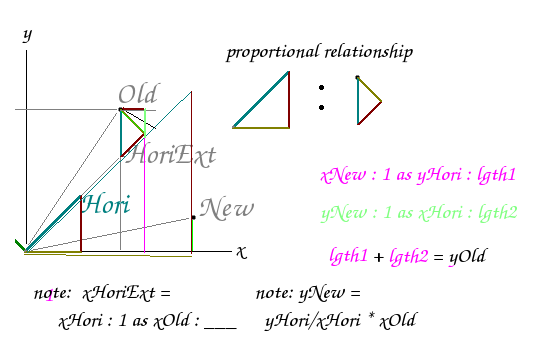 y
proportional relationship
Old
:
HoriExt
xNew : 1 as yHori : lgth1
Hori
New
yNew : 1 as xHori : lgth2
x
lgth1 + lgth2 = yOld
1
note: xHoriExt =
xHori : 1 as xOld : ___
note: yNew =
yHori/xHori * xOld